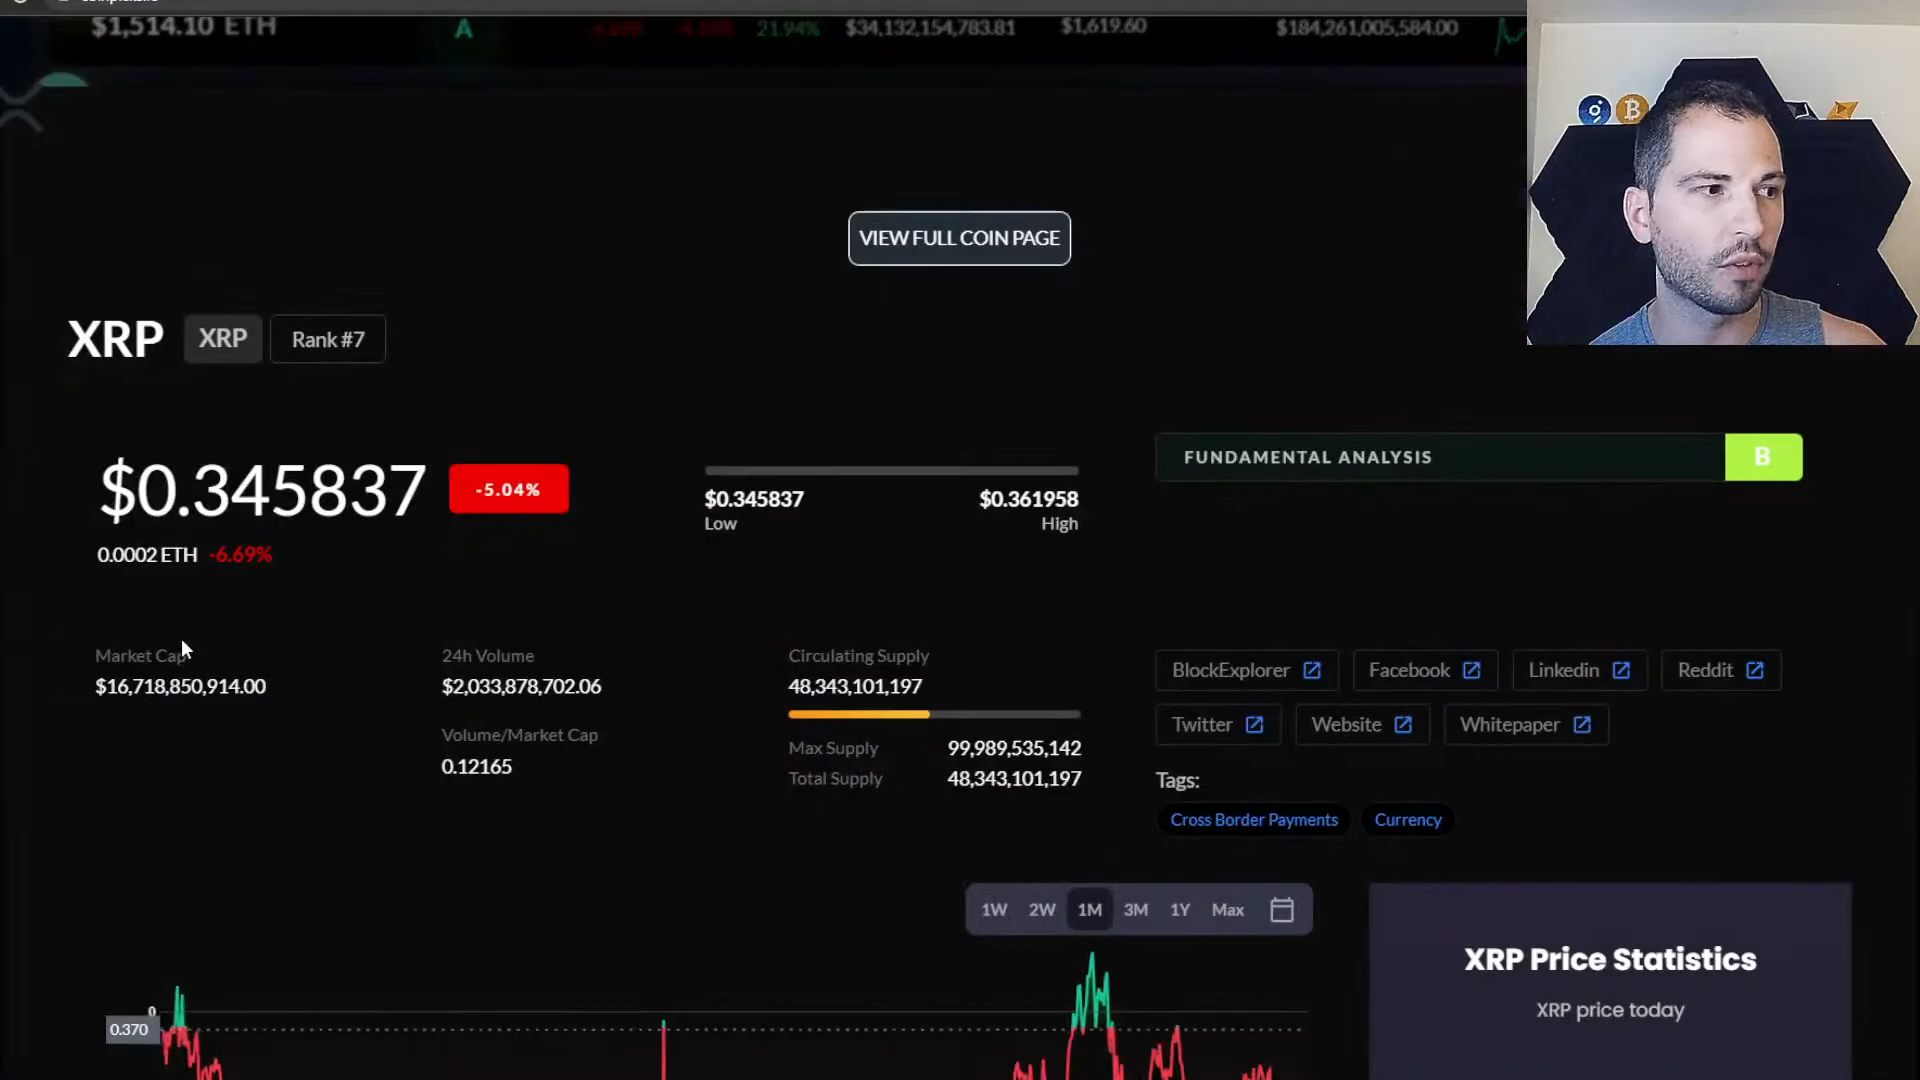 $1,514.10 ETH A 21.94% $34,132,154,783.81 $1,619.60 $184,261,005,584.00
VIEW FULL COIN PAGE
XRP XRP Rank #7
$0.345837 -5.04%
0.0002 ETH -6.69%
$0.345837 $0.361958
Low High
FUNDAMENTAL ANALYSIS B
Market Cap
$16,718,850,914.00
24h Volume
$2,033,878,702.06
Volume/Market Cap
0.12165
Circulating Supply
48,343,101,197
Max Supply 99,989,535,142
Total Supply 48,343,101,197
BlockExplorer Facebook Linkedin Reddit
Twitter Website Whitepaper
Tags:
Cross Border Payments Currency
1W 2W 1M 3M 1Y Max
0
0.370
XRP Price Statistics
XRP price today